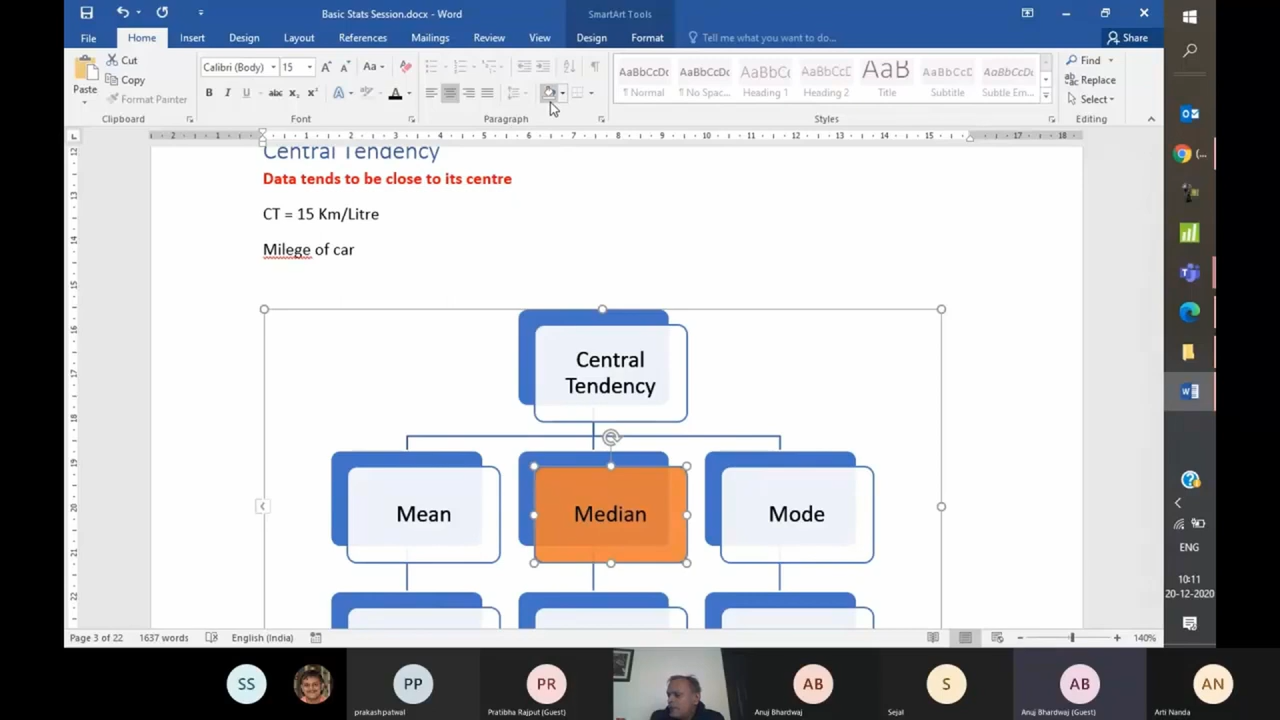 Basic Stats Session.docx - Word
SmartArt Tools
File Home Insert Design Layout References Mailings Review View Design Format Tell me what you want to do... Share
Paste
Cut
Copy
Format Painter
Clipboard
Calibri (Body) 15
Font
Paragraph
AaBbCcDc AaBbCcDc AaBbC( AaBbCcD AaB AaBbCcD AaBbCcDc
¶ Normal ¶ No Spac... Heading 1 Heading 2 Title Subtitle Subtle Em...
Styles
Find
Replace
Select
Editing
Central Tendency
Data tends to be close to its centre
CT = 15 Km/Litre
Milege of car
Central
Tendency
Mean
Median
Mode
Page 3 of 22 1637 words English (India) 140%
ENG
10:11
20-12-2020
SS
PP
prakash patwal
PR
Pratibha Rajput (Guest)
AB
Anuj Bhardwaj
S
Sejal
AB
Anuj Bhardwaj (Guest)
AN
Arti Nanda